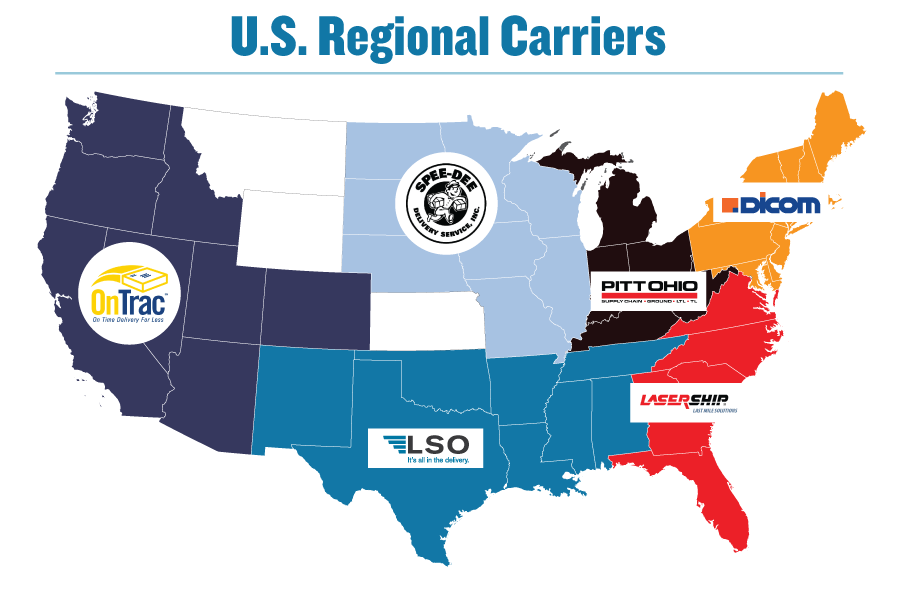 U.S. Regional Carriers
SPEE-DEE
DELIVERY SERVICE, INC.
DICOM
OnTrac™
On Time Delivery For Less
PITT OHIO
SUPPLY CHAIN • GROUND • LTL • TL
LASERSHIP
LAST MILE SOLUTIONS
LSO
It's all in the delivery.